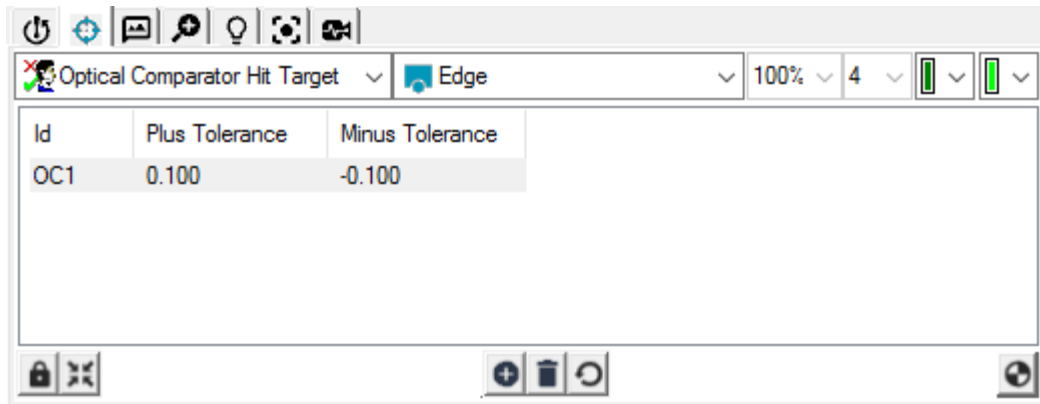 Optical Comparator Hit Target Edge 100% 4
Id Plus Tolerance Minus Tolerance
OC1 0.100 -0.100